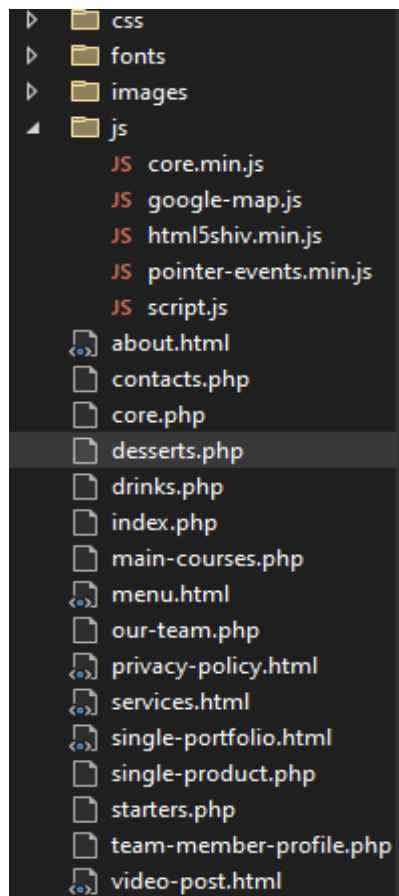 css
fonts
images
js
JS core.min.js
JS google-map.js
JS html5shiv.min.js
JS pointer-events.min.js
JS script.js
about.html
contacts.php
core.php
desserts.php
drinks.php
index.php
main-courses.php
menu.html
our-team.php
privacy-policy.html
services.html
single-portfolio.html
single-product.php
starters.php
team-member-profile.php
video-post.html